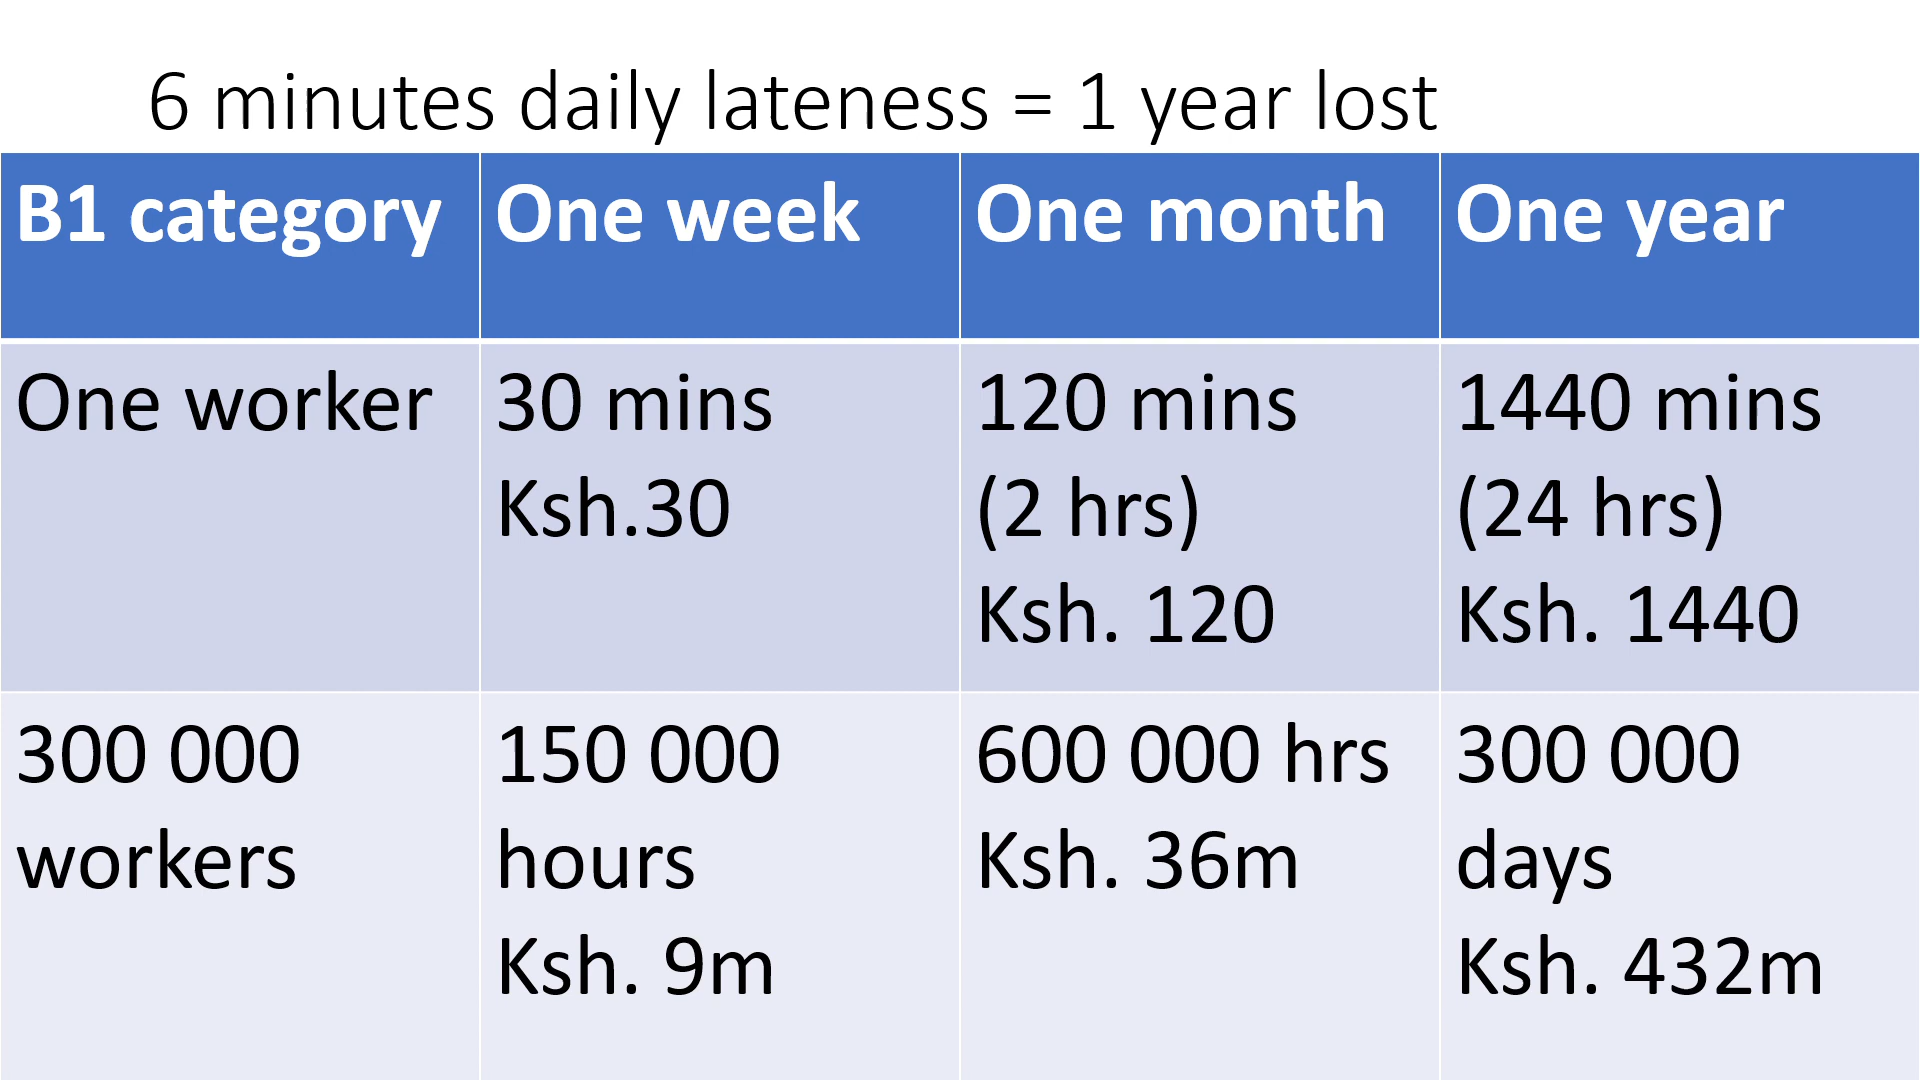 6 minutes daily lateness = 1 year lost
B1 category
One week
One month
One year
One worker
30 mins
Ksh.30
120 mins
(2 hrs)
Ksh. 120
1440 mins
(24 hrs)
Ksh. 1440
300 000
workers
150 000
hours
Ksh. 9m
600 000 hrs
Ksh. 36m
300 000
days
Ksh. 432m